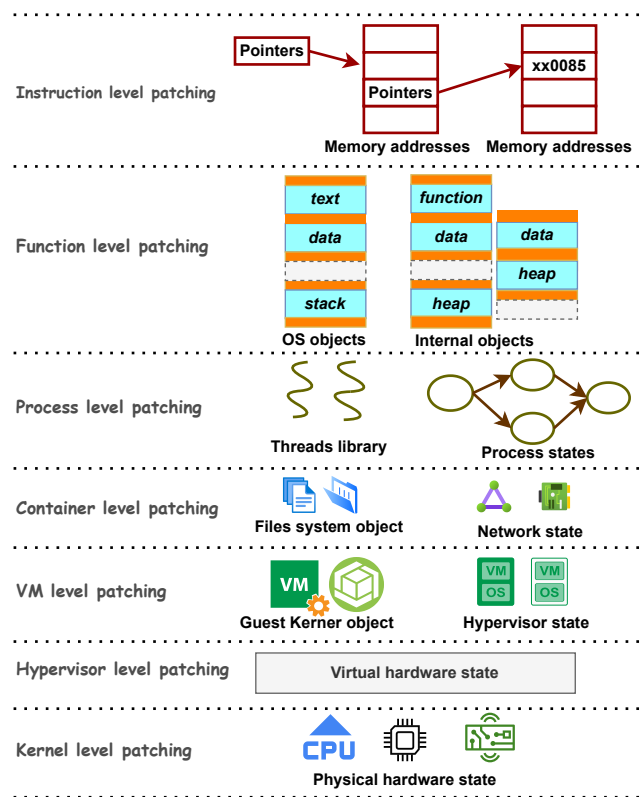 Pointers
xx0085
Instruction level patching
Pointers
Memory addresses
Memory addresses
text
function
Function level patching
data
data
data
heap
stack
heap
OS objects
Internal objects
Process level patching
Threads library
Process states
Container level patching
Files system object
Network state
VM level patching
VM
VM
VM
OS
OS
Guest Kerner object
Hypervisor state
Hypervisor level patching
Virtual hardware state
Kernel level patching
CPU
Physical hardware state